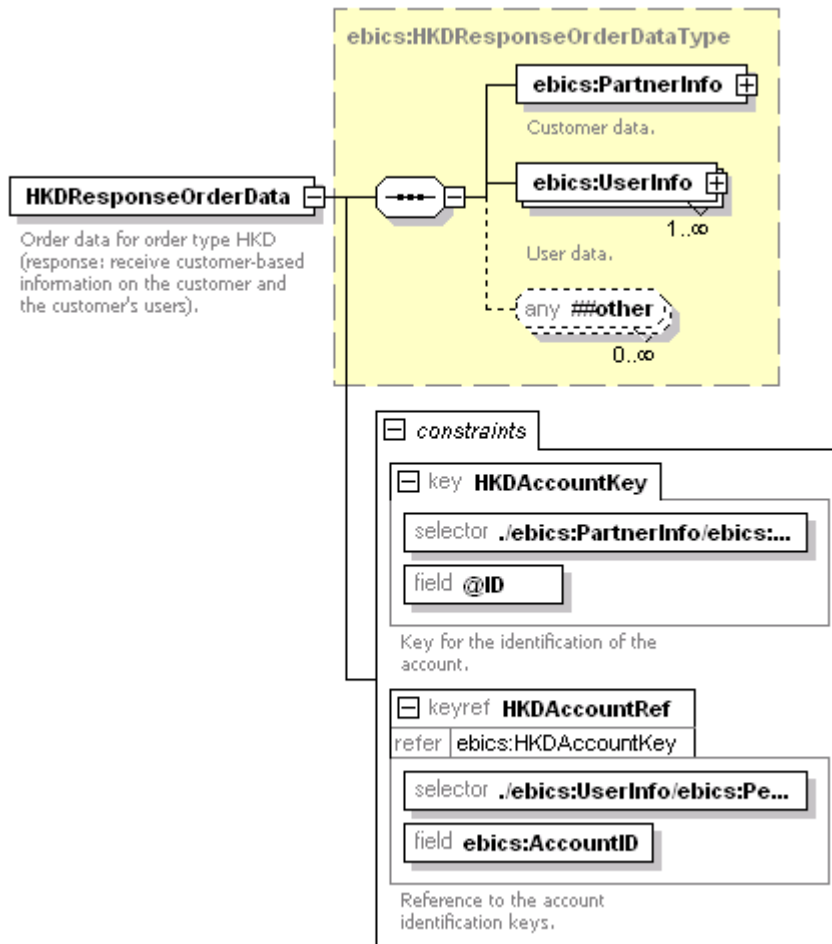 ebics:HKDResponseOrderDataType
ebics:PartnerInfo
Customer data.
HKDResponseOrderData
ebics:UserInfo
1..∞
Order data for order type HKD
(response: receive customer-based
information on the customer and
the customer's users).
User data.
any ##other
0..∞
constraints
key HKDAccountKey
selector ./ebics:PartnerInfo/ebics:...
field @ID
Key for the identification of the
account.
keyref HKDAccountRef
refer ebics:HKDAccountKey
selector ./ebics:UserInfo/ebics:Pe...
field ebics:AccountID
Reference to the account
identification keys.